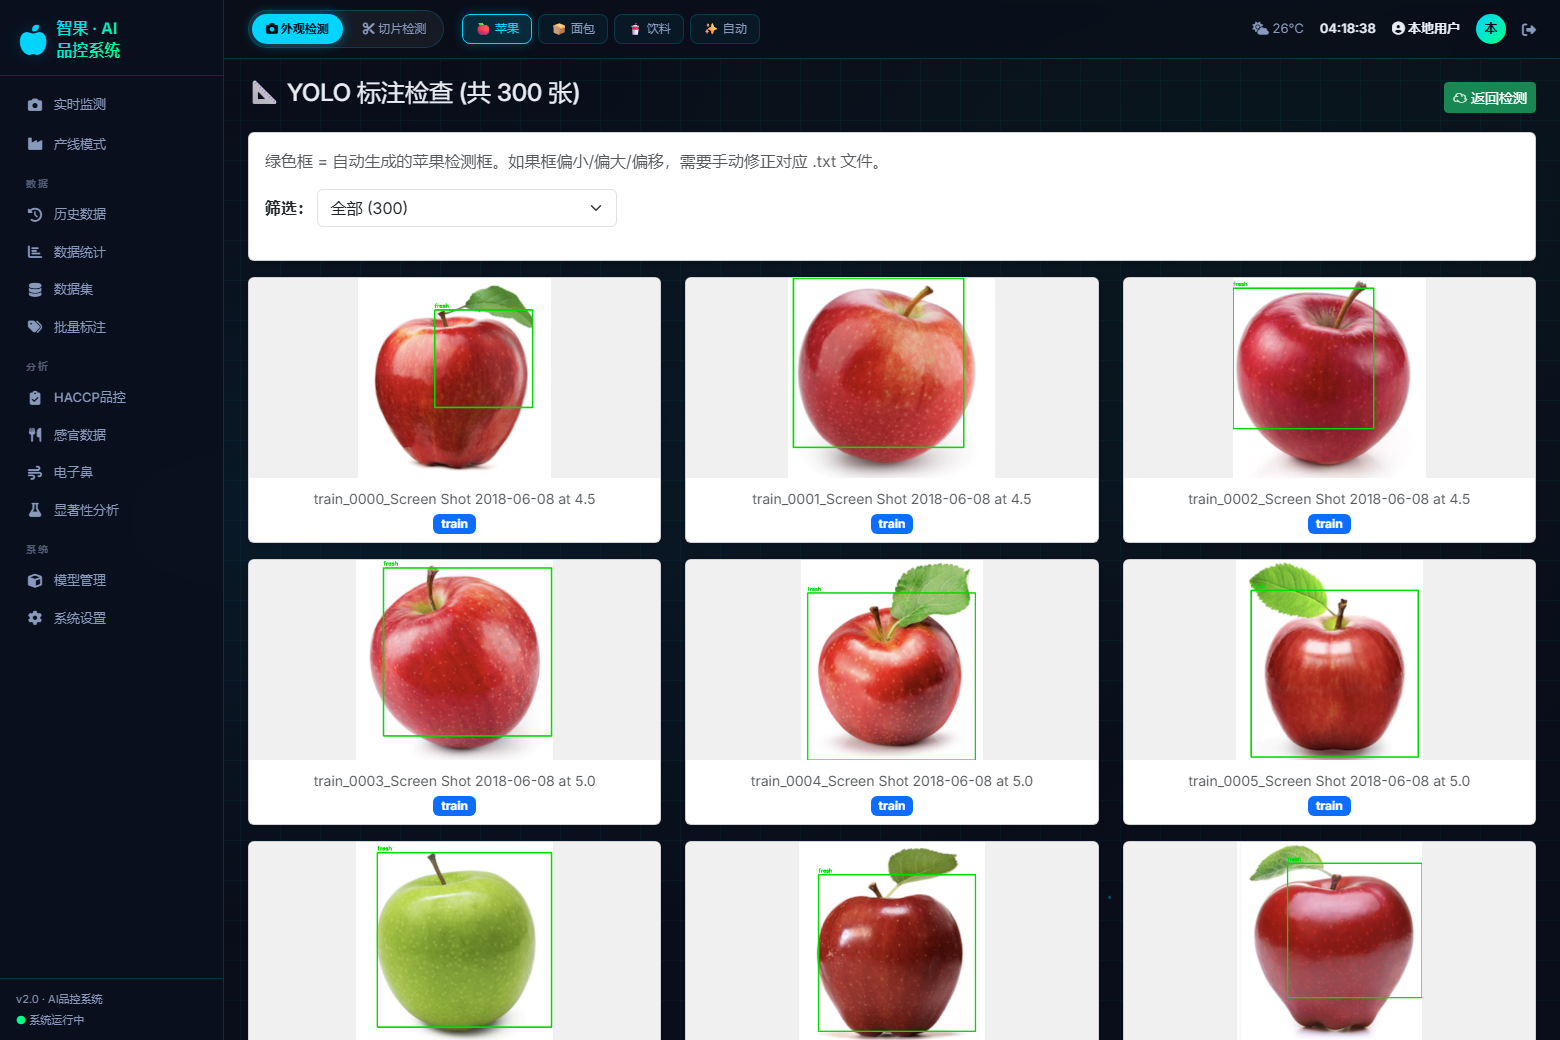 智果 · AI
品控系统
外观检测
切片检测
苹果
面包
饮料
自动
26°C
04:18:38
本地用户
本
实时监测
产线模式
数据
历史数据
数据统计
数据集
批量标注
分析
HACCP品控
感官数据
电子鼻
显著性分析
系统
模型管理
系统设置
v2.0 · AI品控系统
系统运行中
YOLO 标注检查 (共 300 张)
返回检测
绿色框 = 自动生成的苹果检测框。如果框偏小/偏大/偏移，需要手动修正对应 .txt 文件。
筛选：
全部 (300)
fresh
train_0000_Screen Shot 2018-06-08 at 4.5
train
train_0001_Screen Shot 2018-06-08 at 4.5
train
fresh
train_0002_Screen Shot 2018-06-08 at 4.5
train
fresh
train_0003_Screen Shot 2018-06-08 at 5.0
train
fresh
train_0004_Screen Shot 2018-06-08 at 5.0
train
train_0005_Screen Shot 2018-06-08 at 5.0
train
fresh
fresh
fresh